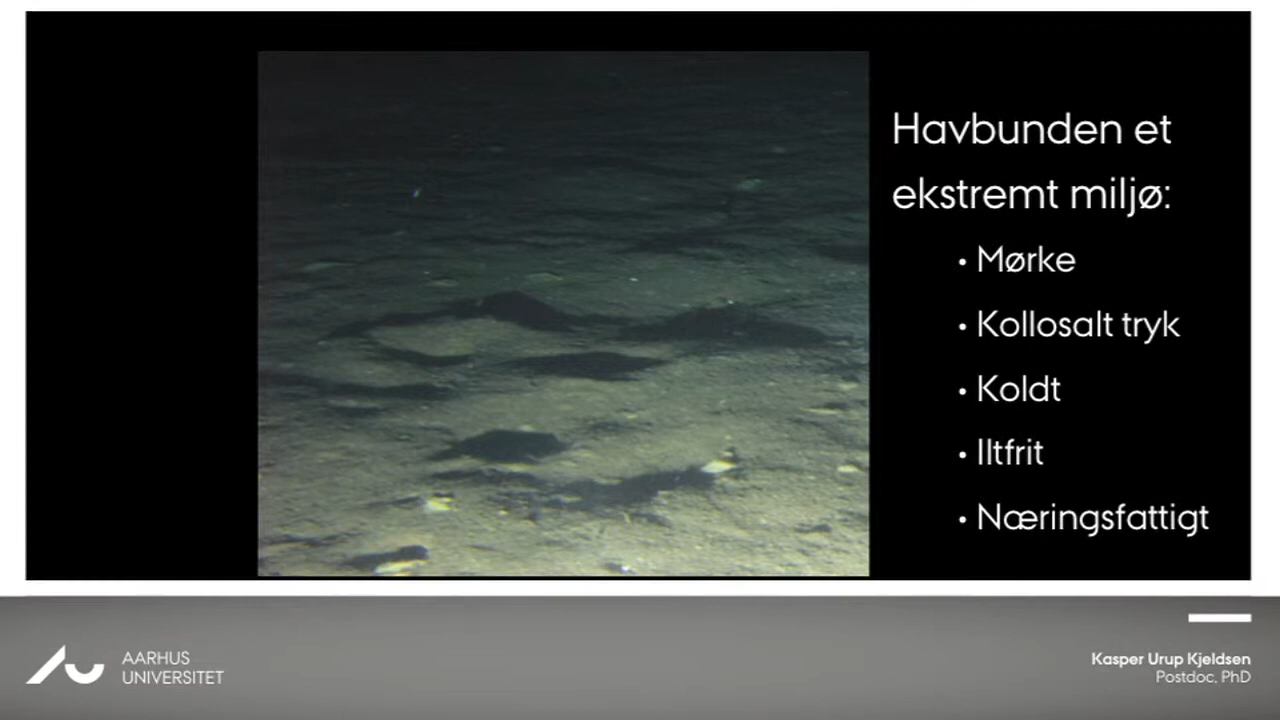 Havbunden et
ekstremt miljø:
• Mørke
• Kollosalt tryk
• Koldt
• Iltfrit
• Næringsfattigt
AARHUS
UNIVERSITET
Kasper Urup Kjeldsen
Postdoc, PhD